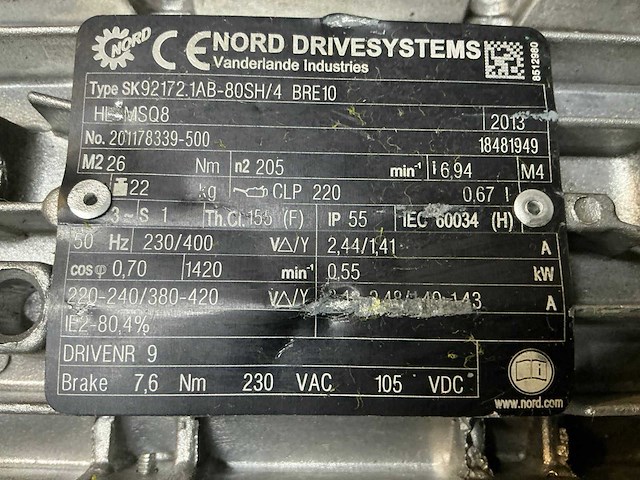 NORD CE NORD DRIVESYSTEMS
Vanderlande Industries
8512980
Type SK92172.1AB-80SH/4 BRE10
2013
No. 201178339-500 18481949
M2 26 Nm n2 205 min⁻¹ i 6,94 M4
22 kg CLP 220 0,67 l
3~ S 1 Th.Cl. 155 (F) IP 55 IEC 60034 (H)
50 Hz 230/400 V△/Y 2,44/1,41 A
cos φ 0,70 1420 min⁻¹ 0.55 kW
220-240/380-420 V△/Y A
IE2-80,4%
DRIVENR 9
Brake 7,6 Nm 230 VAC 105 VDC
www.nord.com